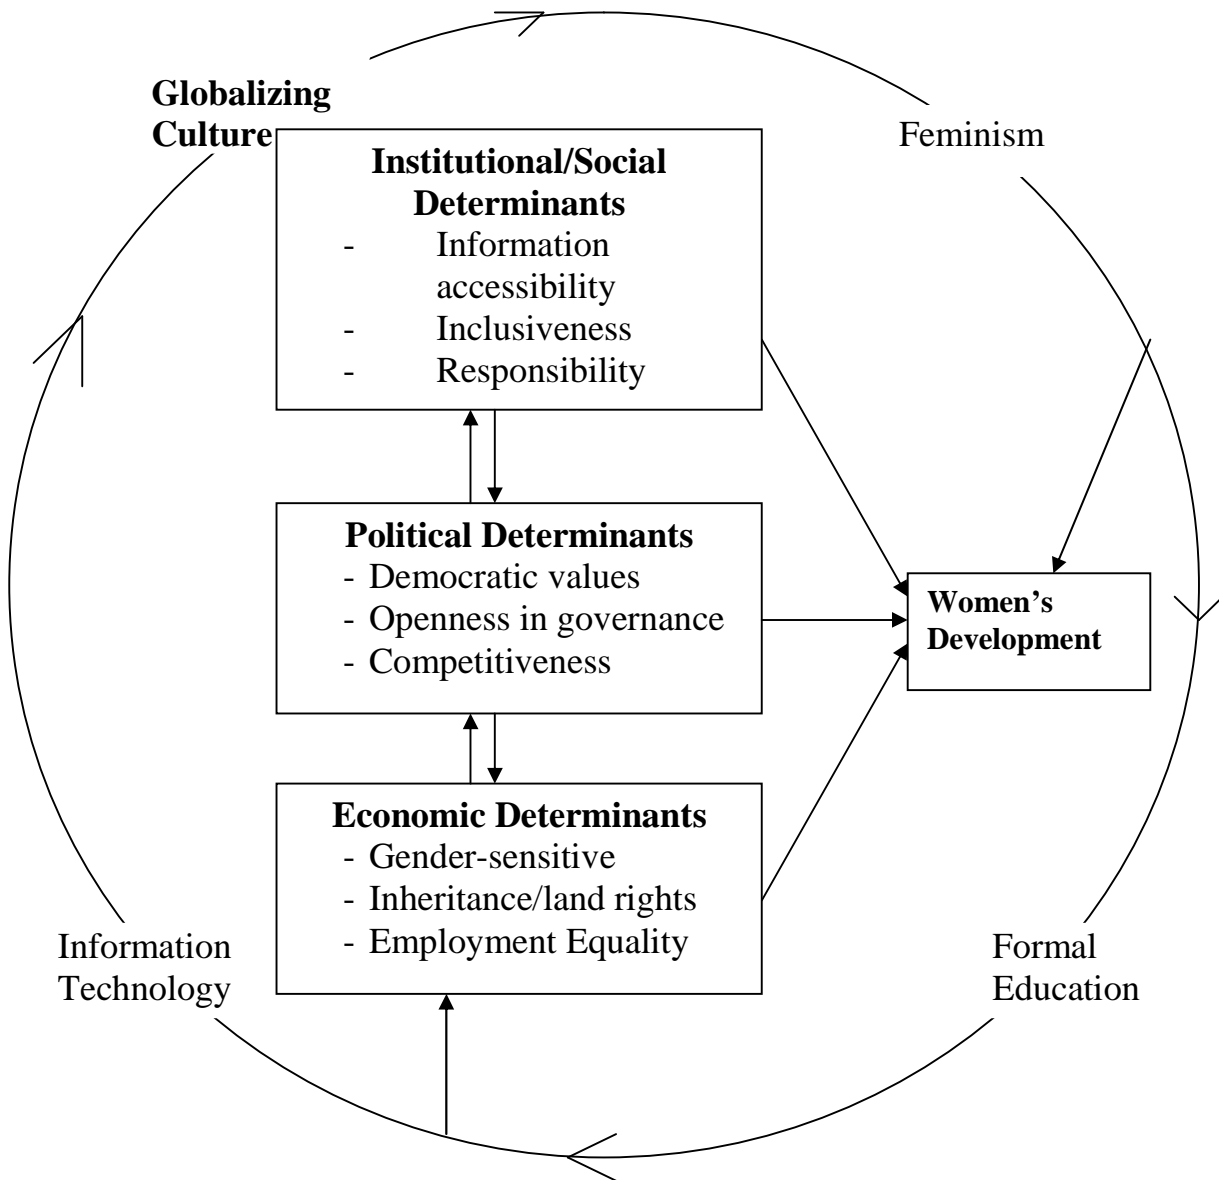 Globalizing
Culture
Feminism
Institutional/Social
Determinants
- Information
accessibility
- Inclusiveness
- Responsibility
Political Determinants
- Democratic values
- Openness in governance
- Competitiveness
Women’s
Development
Economic Determinants
- Gender-sensitive
- Inheritance/land rights
- Employment Equality
Information
Technology
Formal
Education